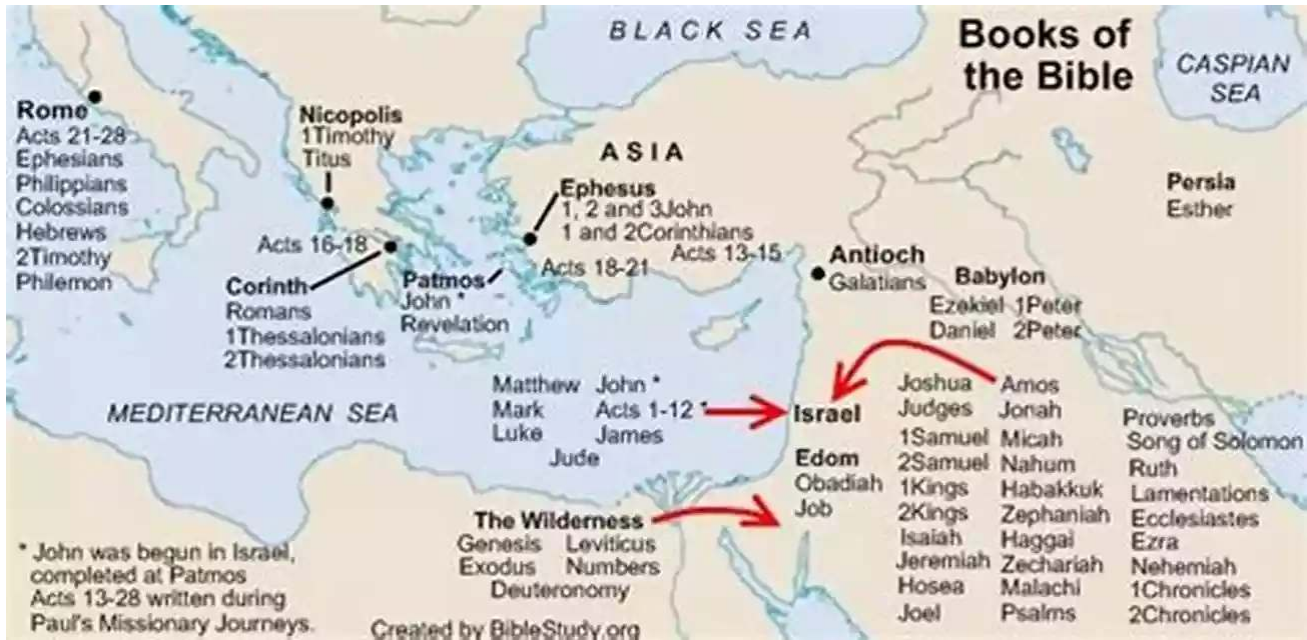 BLACK SEA
Books of
the Bible
CASPIAN
SEA
Rome
Acts 21-28
Ephesians
Philippians
Colossians
Hebrews
2Timothy
Philemon
Nicopolis
1Timothy
Titus
ASIA
Ephesus
1, 2 and 3John
1 and 2Corinthians
Acts 13-15
Acts 18-21
Acts 16-18
Corinth
Romans
1Thessalonians
2Thessalonians
Patmos
John *
Revelation
Persia
Esther
Antioch
Galatians
Babylon
Ezekiel 1Peter
Daniel 2Peter
MEDITERRANEAN SEA
Matthew John *
Mark Acts 1-12 *
Luke James
Jude
Israel
Edom
Obadiah
Job
Joshua Amos
Judges Jonah
1Samuel Micah
2Samuel Nahum
1Kings Habakkuk
2Kings Zephaniah
Isaiah Haggai
Jeremiah Zechariah
Hosea Malachi
Joel Psalms
Proverbs
Song of Solomon
Ruth
Lamentations
Ecclesiastes
Ezra
Nehemiah
1Chronicles
2Chronicles
The Wilderness
Genesis Leviticus
Exodus Numbers
Deuteronomy
* John was begun in Israel,
completed at Patmos
Acts 13-28 written during
Paul's Missionary Journeys.
Created by BibleStudy.org